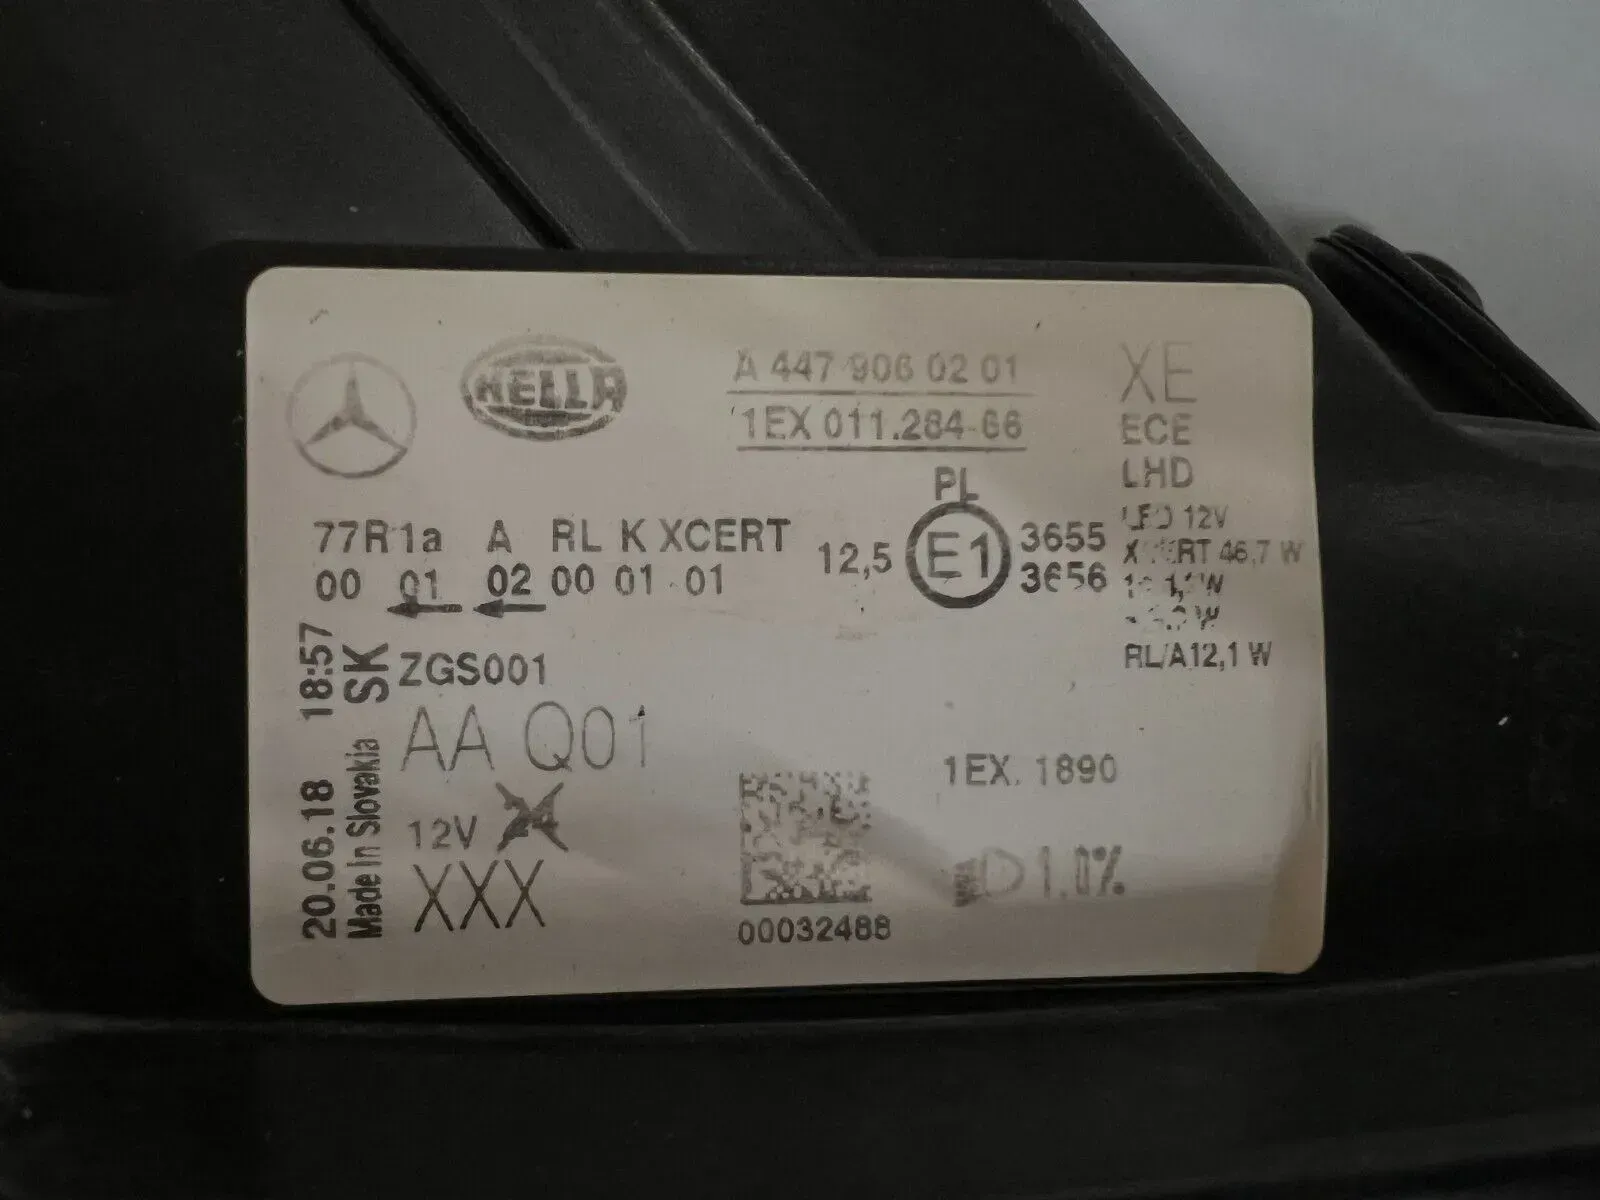 HELLA
A 447 906 02 01
1EX 011.284-66
XE
ECE
LHD
LED 12V
46,7 W
RL/A12,1 W
77R1a A RL K XCERT
00 01 02 00 01 01
12,5
PL
E1
3655
3656
20.06.18 18:57
Made In Slovakia SK
ZGS001
AA Q01
12V
XXX
00032488
1EX. 1890
1.0%